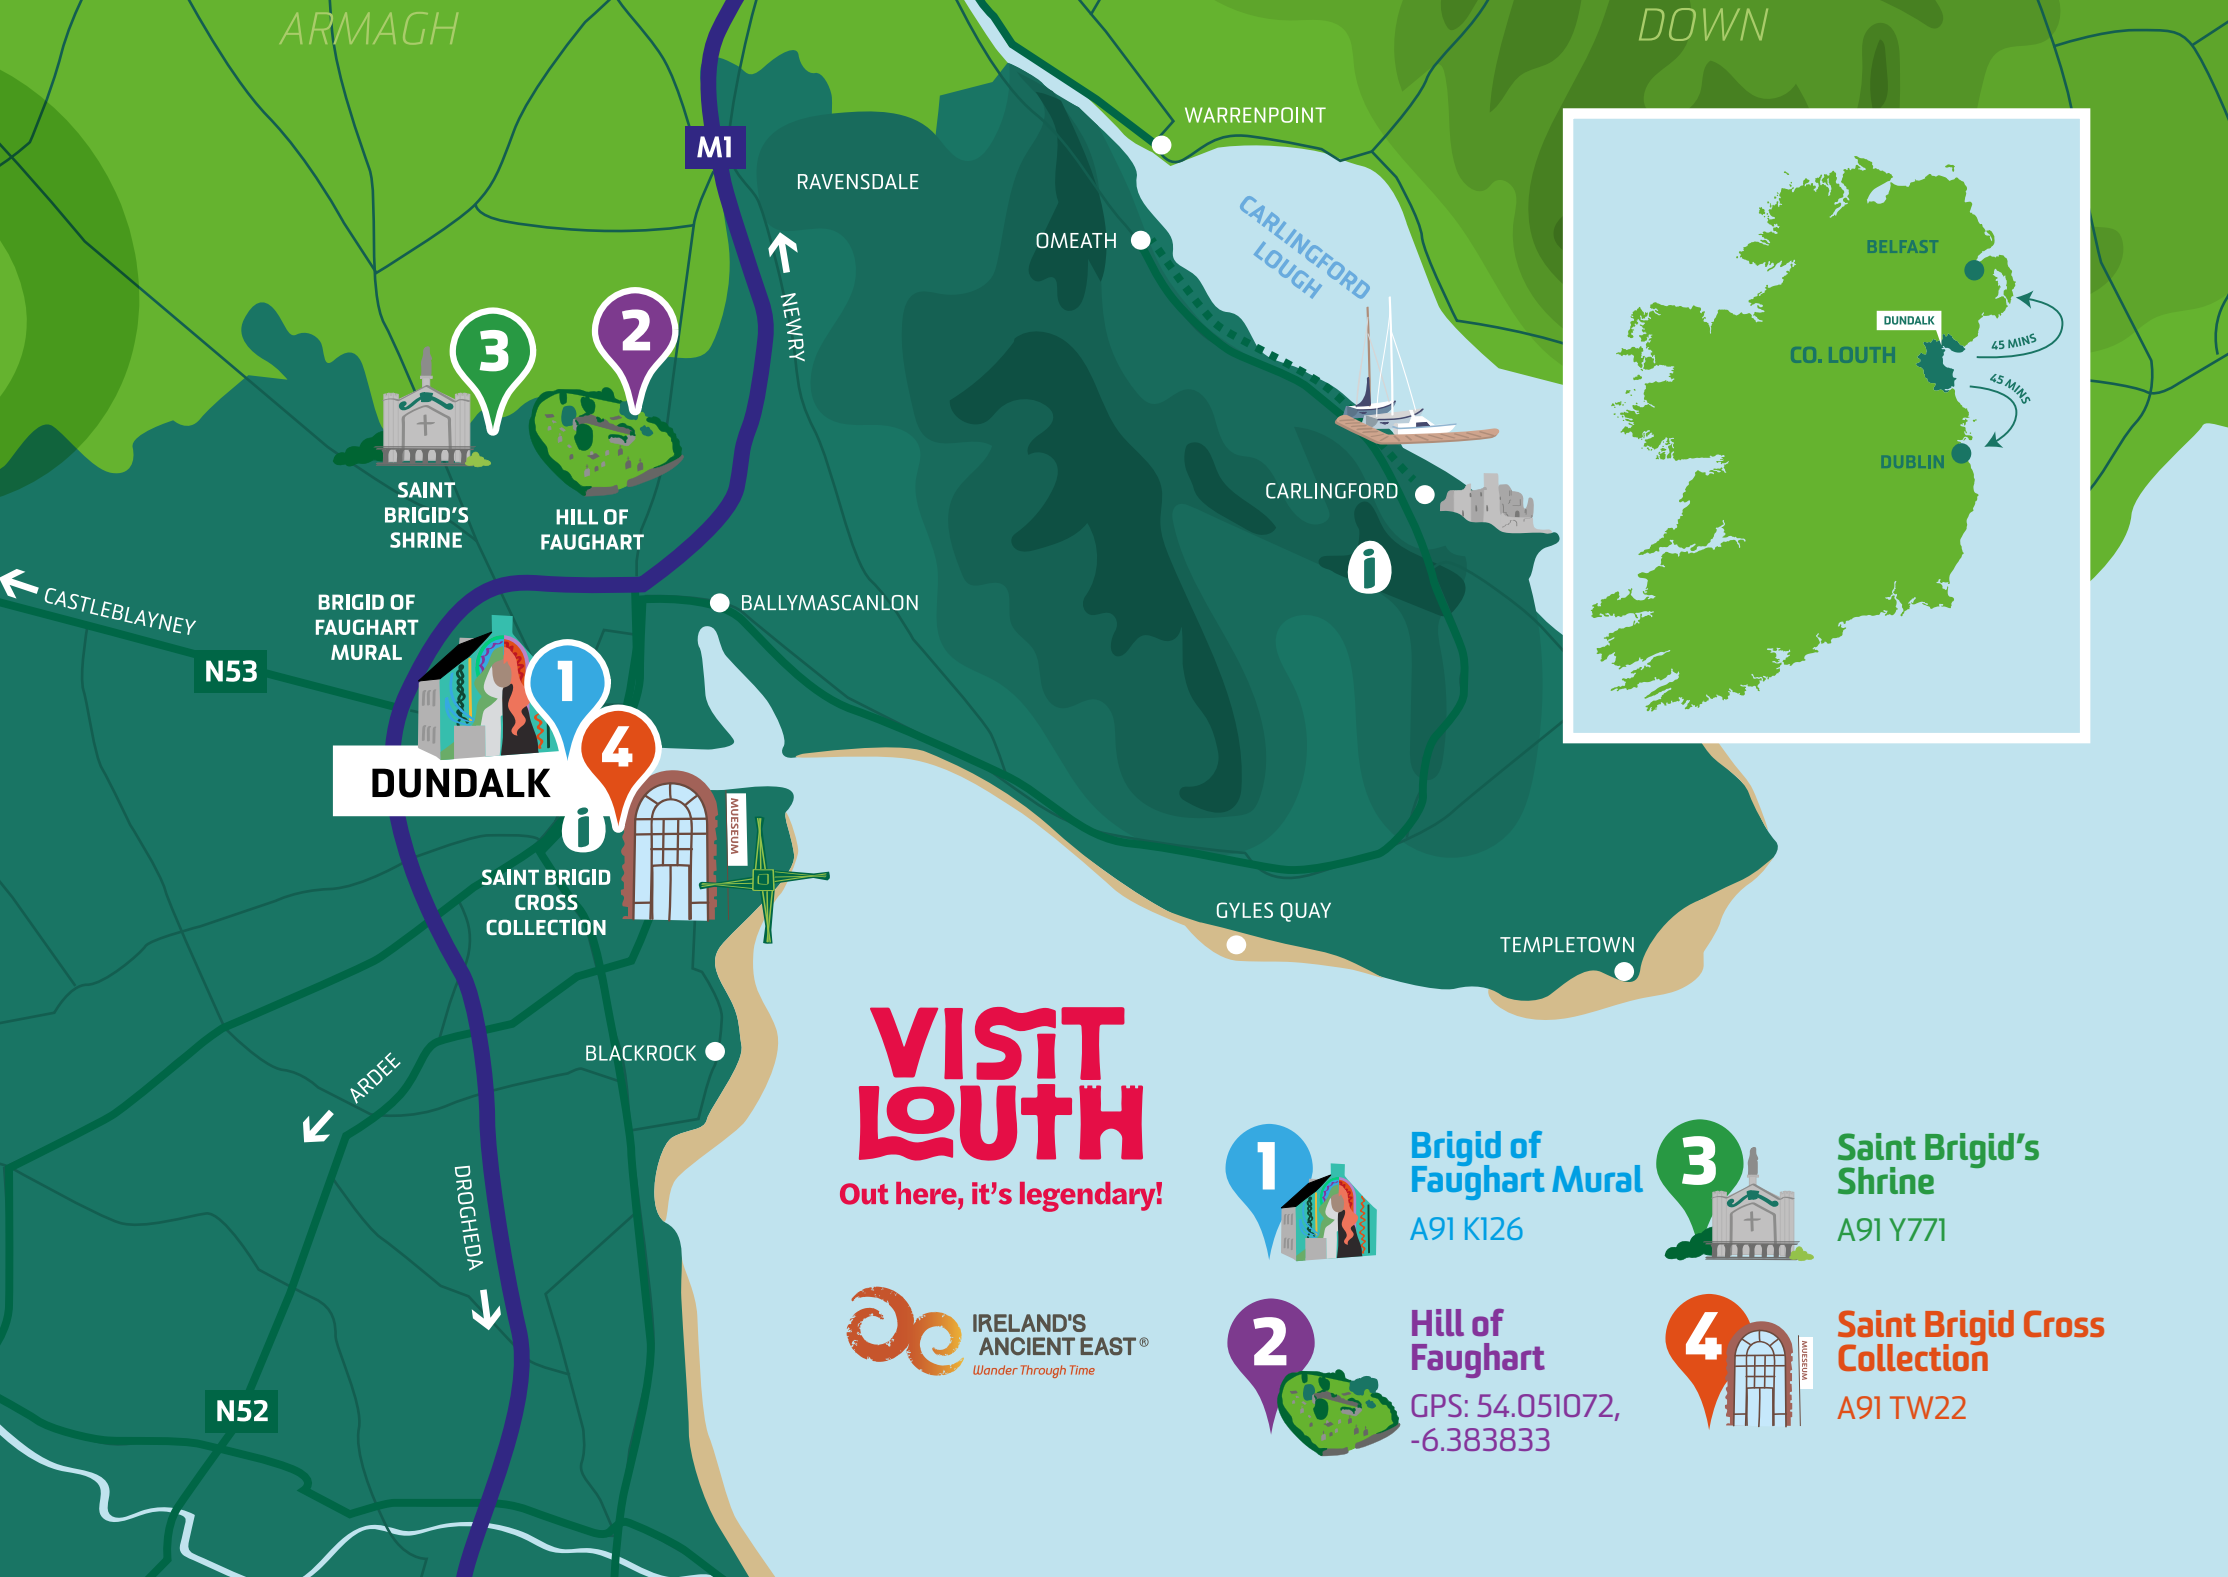 ARMAGH
DOWN
WARRENPOINT
M1
RAVENSDALE
OMEATH
CARLINGFORD
LOUGH
NEWRY
BELFAST
DUNDALK
CO. LOUTH
45 MINS
45 MINS
DUBLIN
3
2
SAINT
BRIGID'S
SHRINE
HILL OF
FAUGHART
CARLINGFORD
i
CASTLEBLAYNEY
N53
BRIGID OF
FAUGHART
MURAL
BALLYMASCANLON
1
4
DUNDALK
i
MUESEUM
SAINT BRIGID
CROSS
COLLECTION
GYLES QUAY
TEMPLETOWN
BLACKROCK
ARDEE
DROGHEDA
N52
VISIT
LOUTH
Out here, it's legendary!
IRELAND'S
ANCIENT EAST®
Wander Through Time
1
Brigid of
Faughart Mural
A91 K126
2
Hill of
Faughart
GPS: 54.051072,
-6.383833
3
Saint Brigid's
Shrine
A91 Y771
4
MUESEUM
Saint Brigid Cross
Collection
A91 TW22